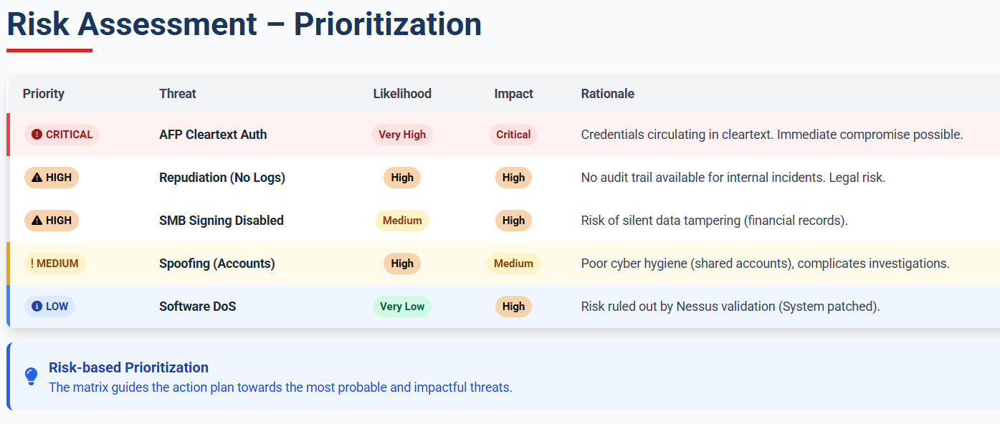 Risk Assessment – Prioritization
Priority Threat Likelihood Impact Rationale
CRITICAL AFP Cleartext Auth Very High Critical Credentials circulating in cleartext. Immediate compromise possible.
HIGH Repudiation (No Logs) High High No audit trail available for internal incidents. Legal risk.
HIGH SMB Signing Disabled Medium High Risk of silent data tampering (financial records).
! MEDIUM Spoofing (Accounts) High Medium Poor cyber hygiene (shared accounts), complicates investigations.
LOW Software DoS Very Low High Risk ruled out by Nessus validation (System patched).
Risk-based Prioritization
The matrix guides the action plan towards the most probable and impactful threats.